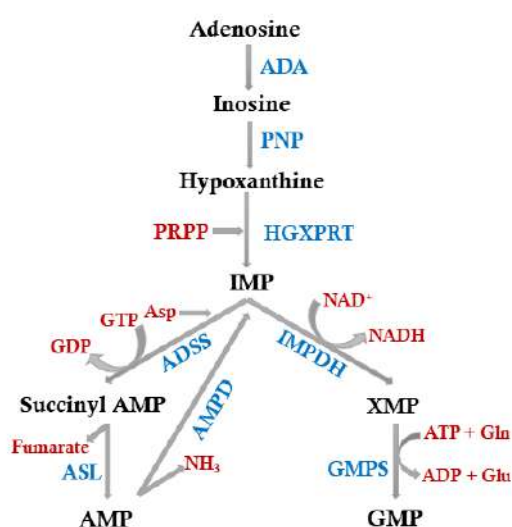 Adenosine
ADA
Inosine
PNP
Hypoxanthine
PRPP HGXPRT
IMP
GTP Asp NAD⁺
GDP NADH
ADSS IMPDH
AMPD
Succinyl AMP XMP
Fumarate ATP + Gln
ASL NH₃ GMPS ADP + Glu
AMP GMP